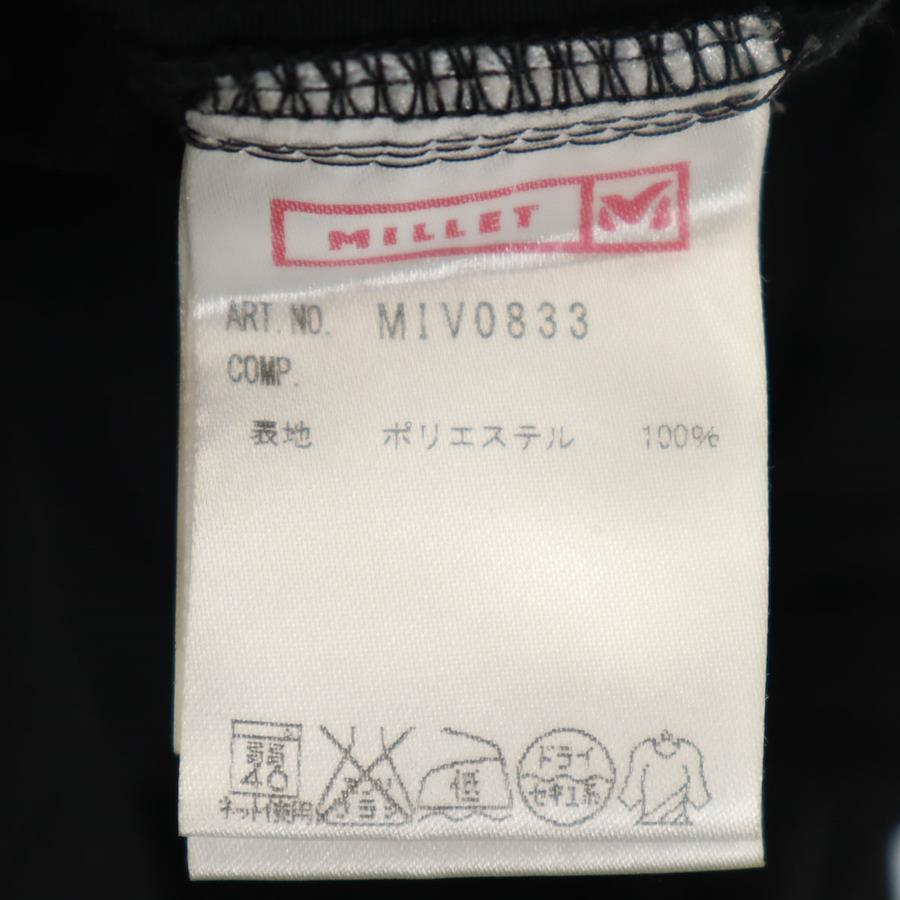 MILLET
ART.NO. MIV0833
COMP.
表地 ポリエステル 100%
弱 低 ドライ
40 セキユ系
ネット使用